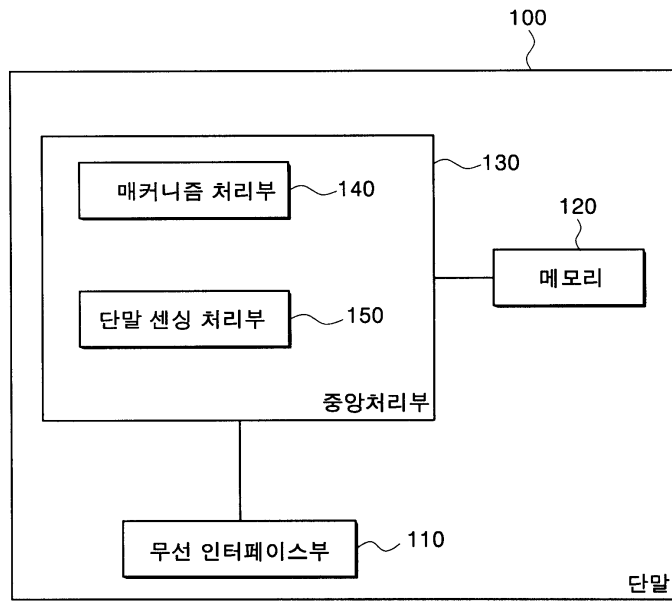 100
130
매커니즘 처리부
140
120
메모리
단말 센싱 처리부
150
중앙처리부
무선 인터페이스부
110
단말